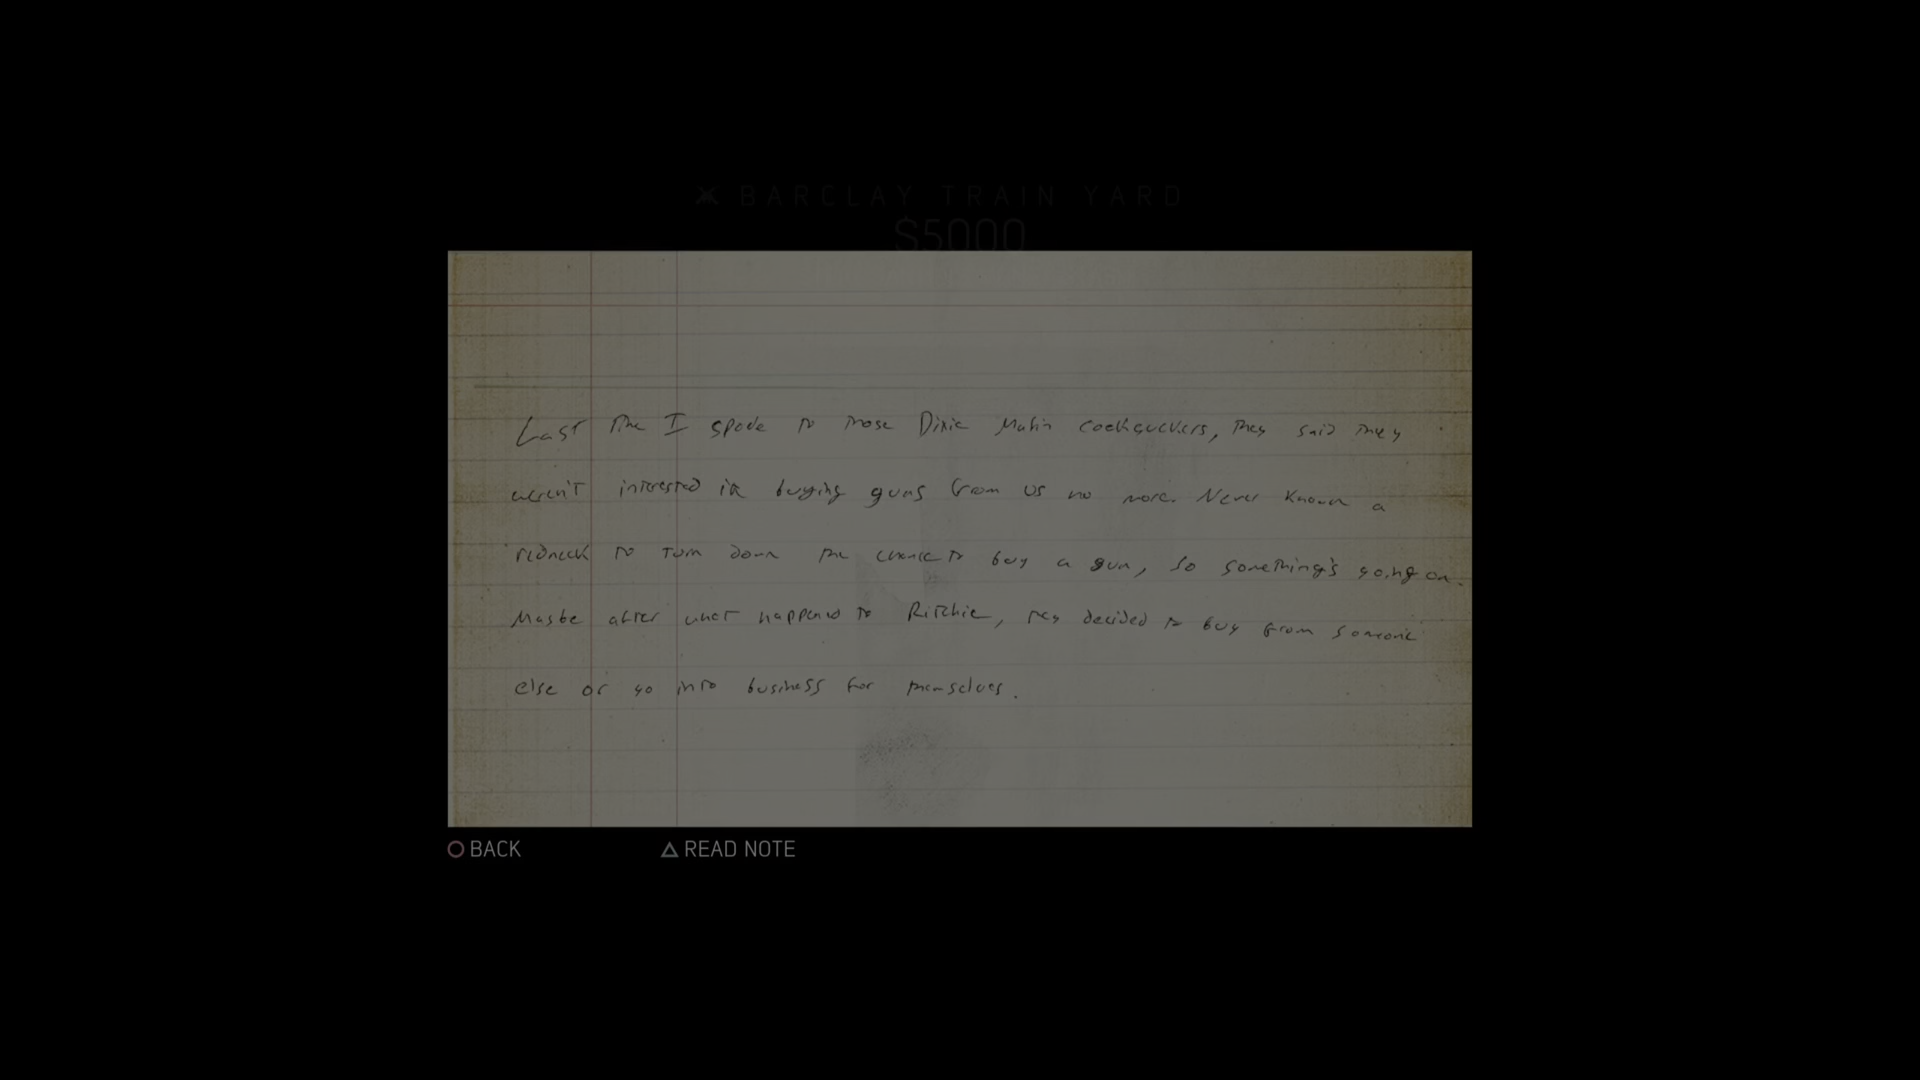 BARCLAY TRAIN YARD
$5000
Last time I spoke to those Dixie Mafia cocksuckers, they said they
weren't interested in buying guns from us no more. Never known a
redneck to turn down the chance to buy a gun, so something's going on.
Maybe after what happened to Ritchie, they decided to buy from someone
else or go into business for themselves.
BACK
READ NOTE